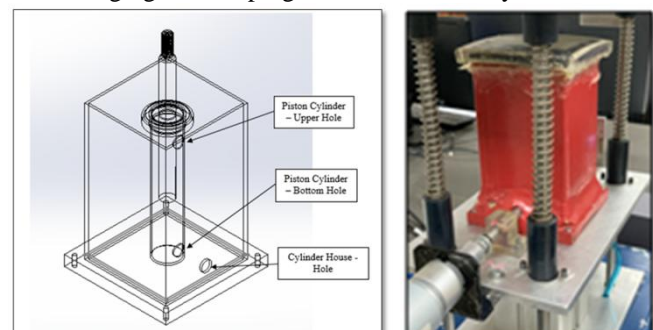 Piston Cylinder
– Upper Hole
Piston Cylinder
– Bottom Hole
Cylinder House -
Hole